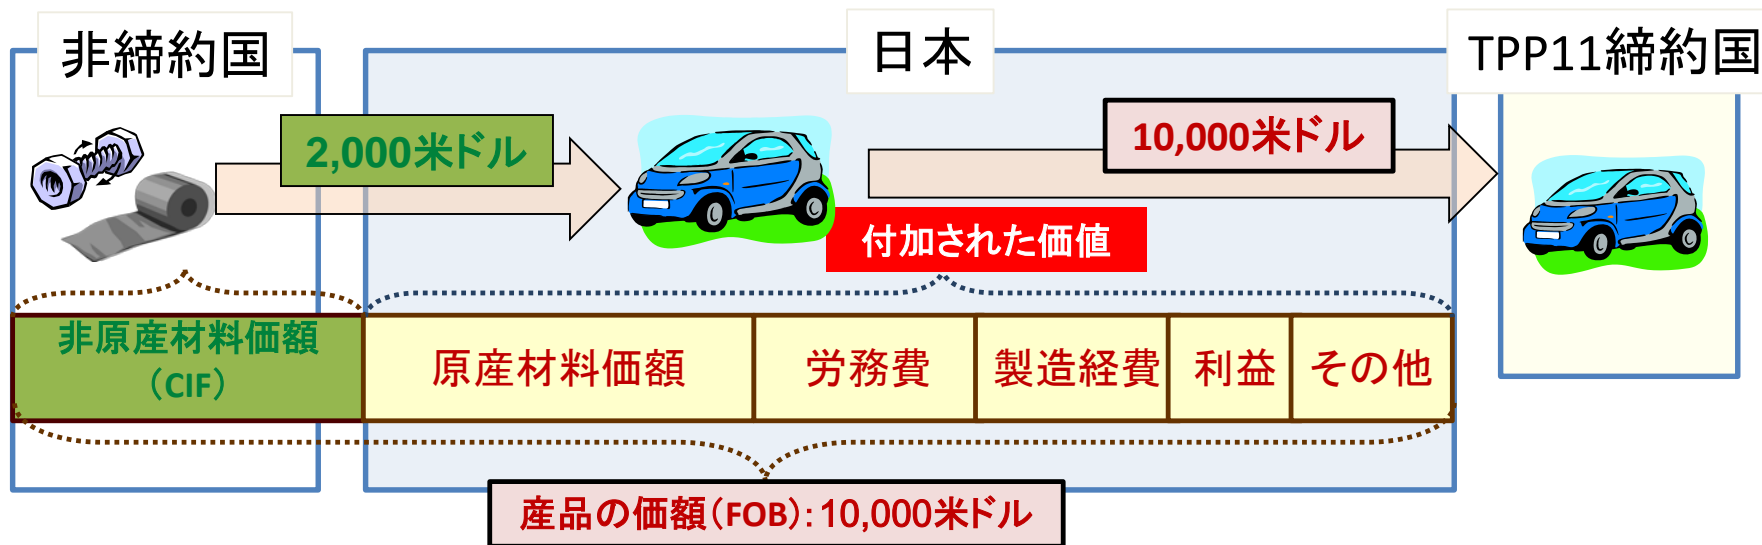 非締約国
日本
TPP11締約国
2,000米ドル
10,000米ドル
付加された価値
非原産材料価額
（CIF）
原産材料価額
労務費
製造経費
利益
その他
産品の価額（FOB）：10,000米ドル